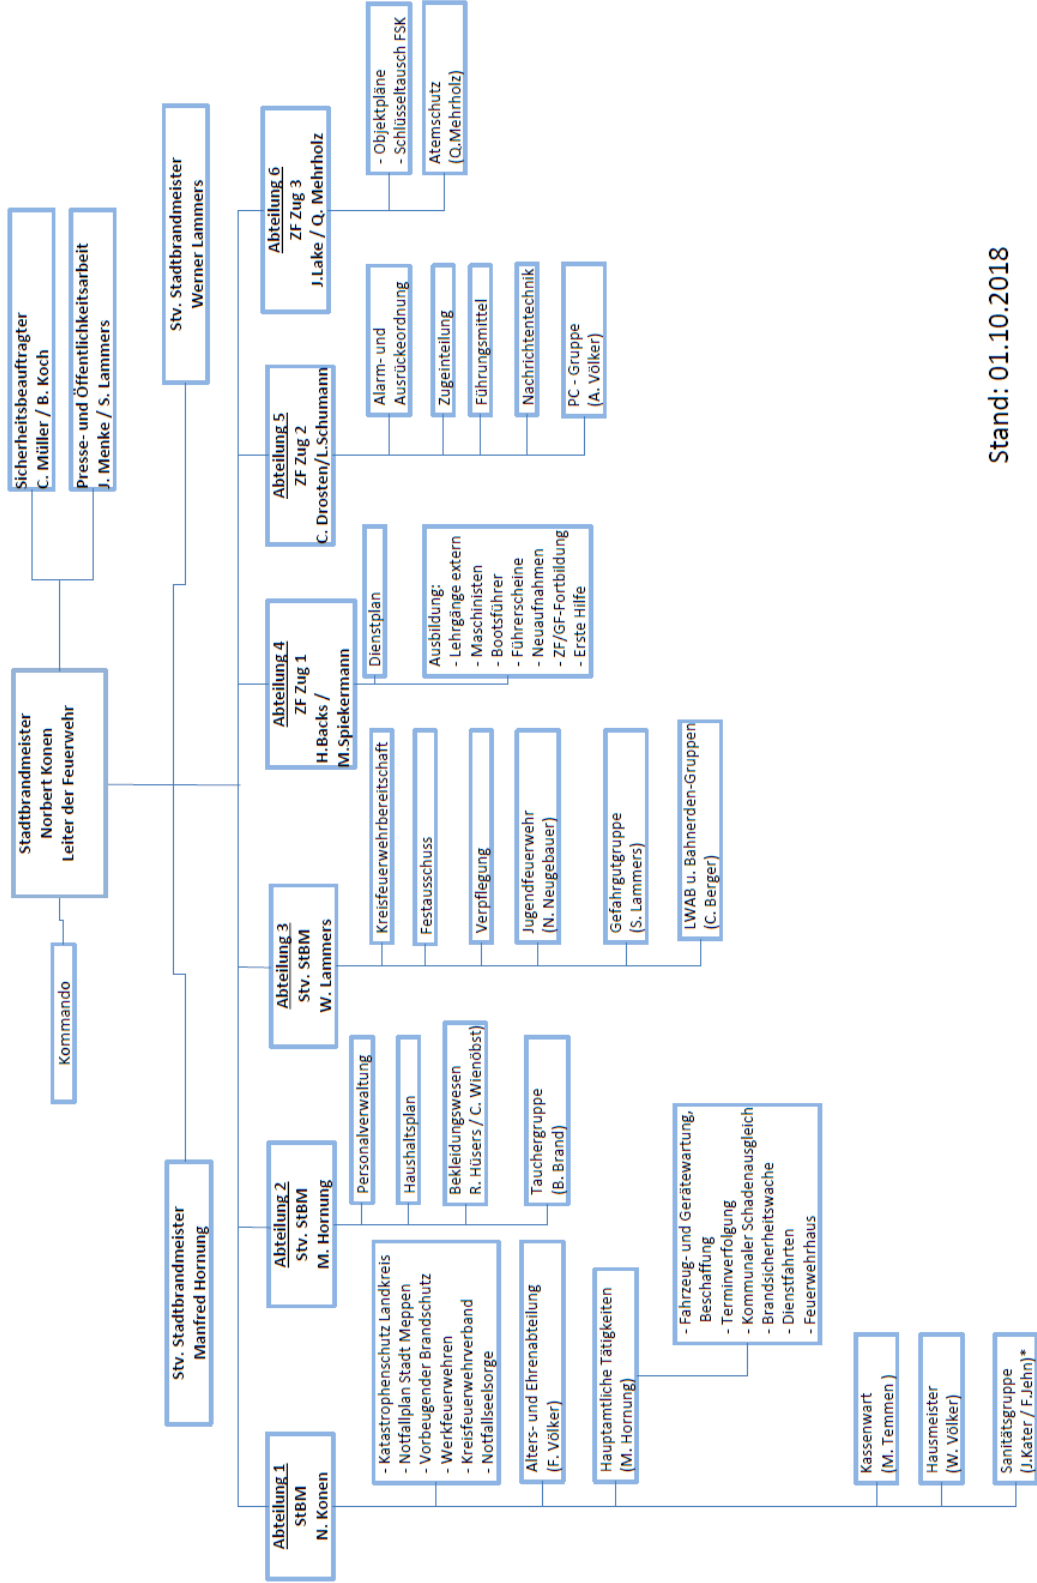 Kommando
Stadtbrandmeister
Norbert Konen
Leiter der Feuerwehr
Sicherheitsbeauftragter
C. Müller / B. Koch
Presse- und Öffentlichkeitsarbeit
J. Menke / S. Lammers
Stv. Stadtbrandmeister
Manfred Hornung
Stv. Stadtbrandmeister
Werner Lammers
Abteilung 1
StBM
N. Konen
- Katastrophenschutz Landkreis
- Notfallplan Stadt Meppen
- Vorbeugender Brandschutz
- Werkfeuerwehren
- Kreisfeuerwehrverband
- Notfallseelsorge
Alters- und Ehrenabteilung
(F. Völker)
Hauptamtliche Tätigkeiten
(M. Hornung)
- Fahrzeug- und Gerätewartung,
Beschaffung
- Terminverfolgung
- Kommunaler Schadenausgleich
- Brandsicherheitswache
- Dienstfahrten
- Feuerwehrhaus
Kassenwart
(M. Temmen )
Hausmeister
(W. Völker)
Sanitätsgruppe
(J.Kater / F.Jehn)*
Abteilung 2
Stv. StBM
M. Hornung
Personalverwaltung
Haushaltsplan
Bekleidungswesen
R. Hüsers / C. Wienöbst)
Tauchergruppe
(B. Brand)
Abteilung 3
Stv. StBM
W. Lammers
Kreisfeuerwehrbereitschaft
Festausschuss
Verpflegung
Jugendfeuerwehr
(N. Neugebauer)
Gefahrgutgruppe
(S. Lammers)
LWAB u. Bahnerden-Gruppen
(C. Berger)
Abteilung 4
ZF Zug 1
H.Backs /
M.Spiekermann
Dienstplan
Ausbildung:
- Lehrgänge extern
- Maschinisten
- Bootsführer
- Führerscheine
- Neuaufnahmen
- ZF/GF-Fortbildung
- Erste Hilfe
Abteilung 5
ZF Zug 2
C. Drosten/L.Schumann
Alarm- und
Ausrückeordnung
Zugeinteilung
Führungsmittel
Nachrichtentechnik
PC - Gruppe
(A. Völker)
Abteilung 6
ZF Zug 3
J.Lake / Q. Mehrholz
- Objektpläne
- Schlüsseltausch FSK
Atemschutz
(Q.Mehrholz)
Stand: 01.10.2018